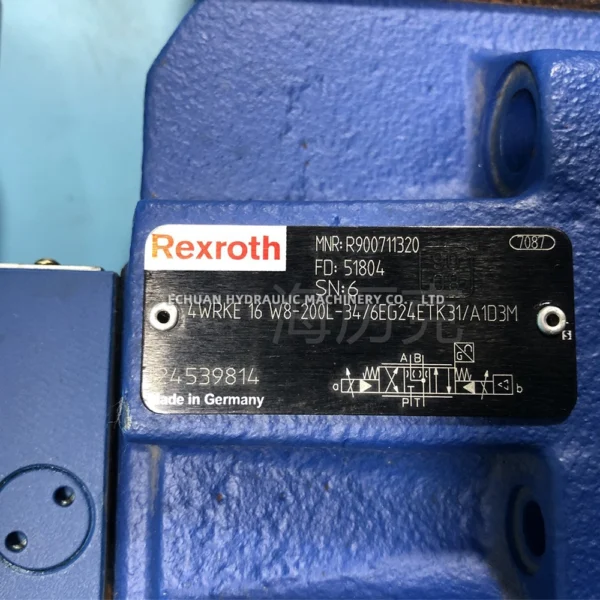 Rexroth
MNR: R900711320
7087
FD: 51804
SN: 6
ECHUAN HYDRAULIC MACHINERY CO., LTD
4WRKE 16 W8-200L-34/6EG24ETK31/A1D3M
24539814
Made in Germany
A B
G
S
a
T
b
P T